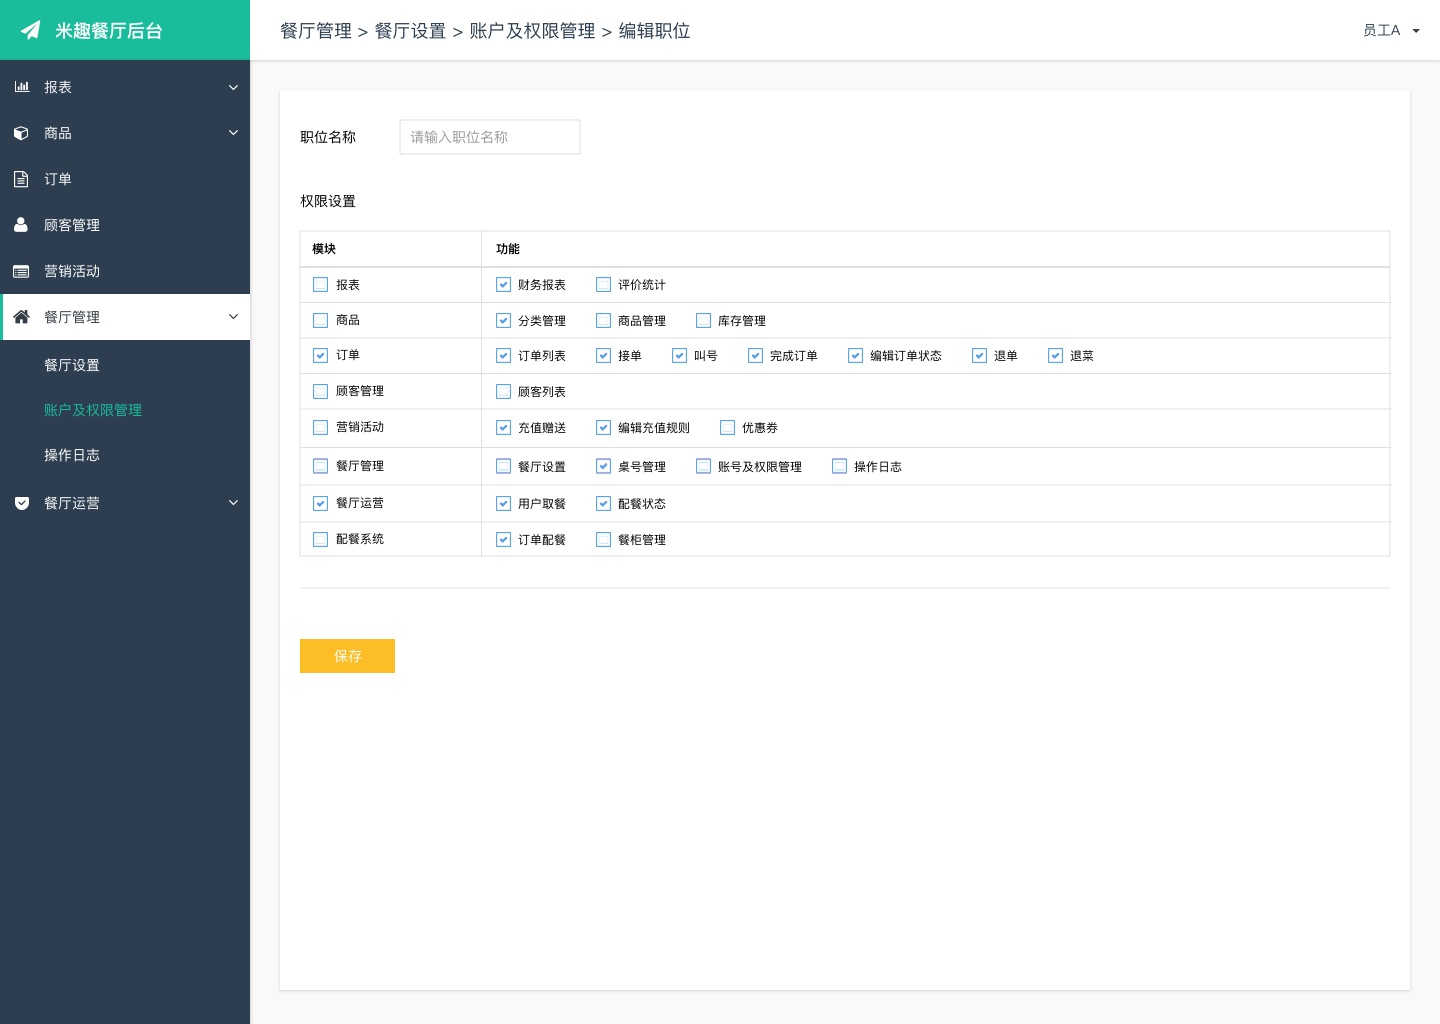 米趣餐厅后台
餐厅管理 > 餐厅设置 > 账户及权限管理 > 编辑职位
员工A
报表
商品
订单
顾客管理
营销活动
餐厅管理
餐厅设置
账户及权限管理
操作日志
餐厅运营
职位名称 请输入职位名称
权限设置
模块 功能
报表 财务报表 评价统计
商品 分类管理 商品管理 库存管理
订单 订单列表 接单 叫号 完成订单 编辑订单状态 退单 退菜
顾客管理 顾客列表
营销活动 充值赠送 编辑充值规则 优惠券
餐厅管理 餐厅设置 桌号管理 账号及权限管理 操作日志
餐厅运营 用户取餐 配餐状态
配餐系统 订单配餐 餐柜管理
保存